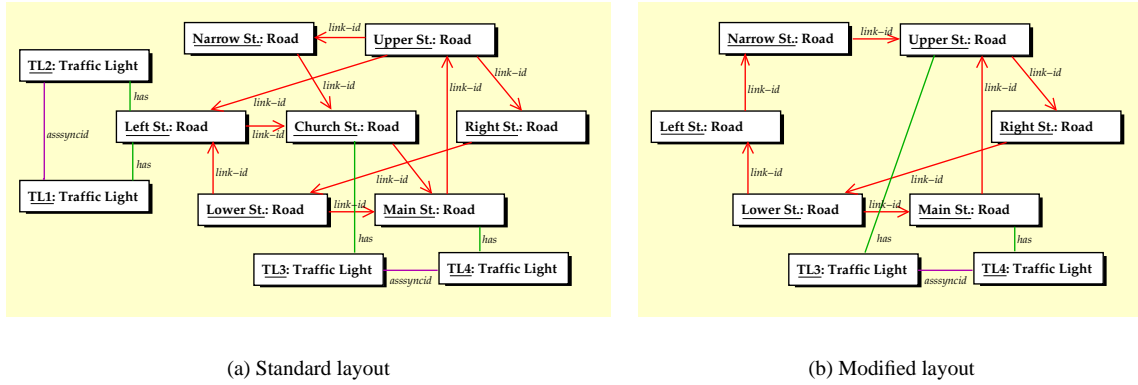 link−id
Narrow St.: Road
Upper St.: Road
TL2: Traffic Light
link−id
link−id
has
link−id
link−id
asssyncid
Left St.: Road
link−id
Church St.: Road
Right St.: Road
has
link−id
link−id
TL1: Traffic Light
Lower St.: Road
link−id
Main St.: Road
has
has
TL3: Traffic Light
asssyncid
TL4: Traffic Light
(a) Standard layout
Narrow St.: Road
link−id
Upper St.: Road
link−id
link−id
link−id
Left St.: Road
Right St.: Road
link−id
link−id
Lower St.: Road
link−id
Main St.: Road
has
has
TL3: Traffic Light
asssyncid
TL4: Traffic Light
(b) Modified layout